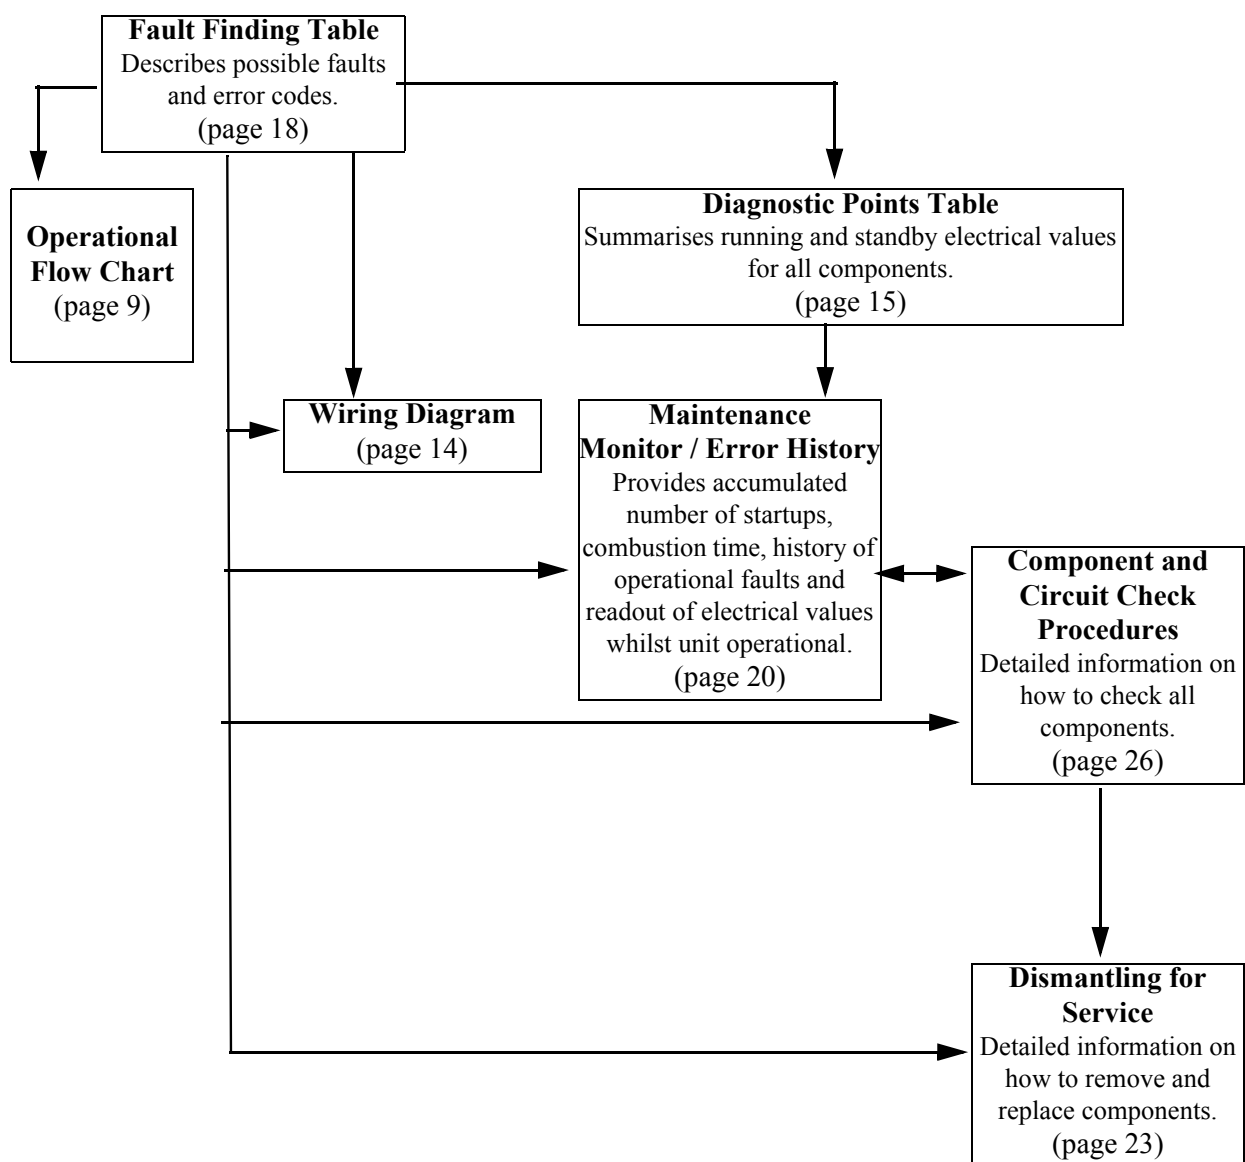 Fault Finding Table
Describes possible faults
and error codes.
(page 18)
Operational
Flow Chart
(page 9)
Diagnostic Points Table
Summarises running and standby electrical values
for all components.
(page 15)
Wiring Diagram
(page 14)
Maintenance
Monitor / Error History
Provides accumulated
number of startups,
combustion time, history of
operational faults and
readout of electrical values
whilst unit operational.
(page 20)
Component and
Circuit Check
Procedures
Detailed information on
how to check all
components.
(page 26)
Dismantling for
Service
Detailed information on
how to remove and
replace components.
(page 23)